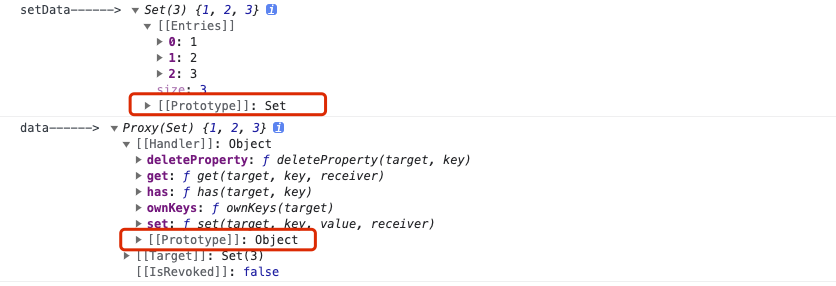 setData------> Set(3) {1, 2, 3} i
[[Entries]]
0: 1
1: 2
2: 3
size: 3
[[Prototype]]: Set
data------> Proxy(Set) {1, 2, 3} i
[[Handler]]: Object
deleteProperty: ƒ deleteProperty(target, key)
get: ƒ get(target, key, receiver)
has: ƒ has(target, key)
ownKeys: ƒ ownKeys(target)
set: ƒ set(target, key, value, receiver)
[[Prototype]]: Object
[[Target]]: Set(3)
[[IsRevoked]]: false